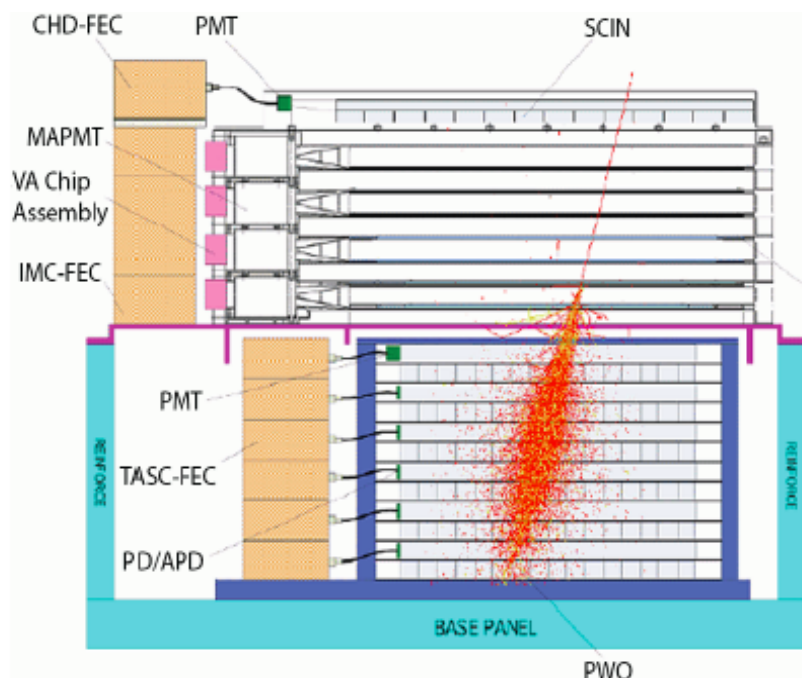 CHD-FEC
PMT
SCIN
MAPMT
VA Chip
Assembly
IMC-FEC
PMT
TASC-FEC
PD/APD
REINFORCE
REINFORCE
BASE PANEL
PWO